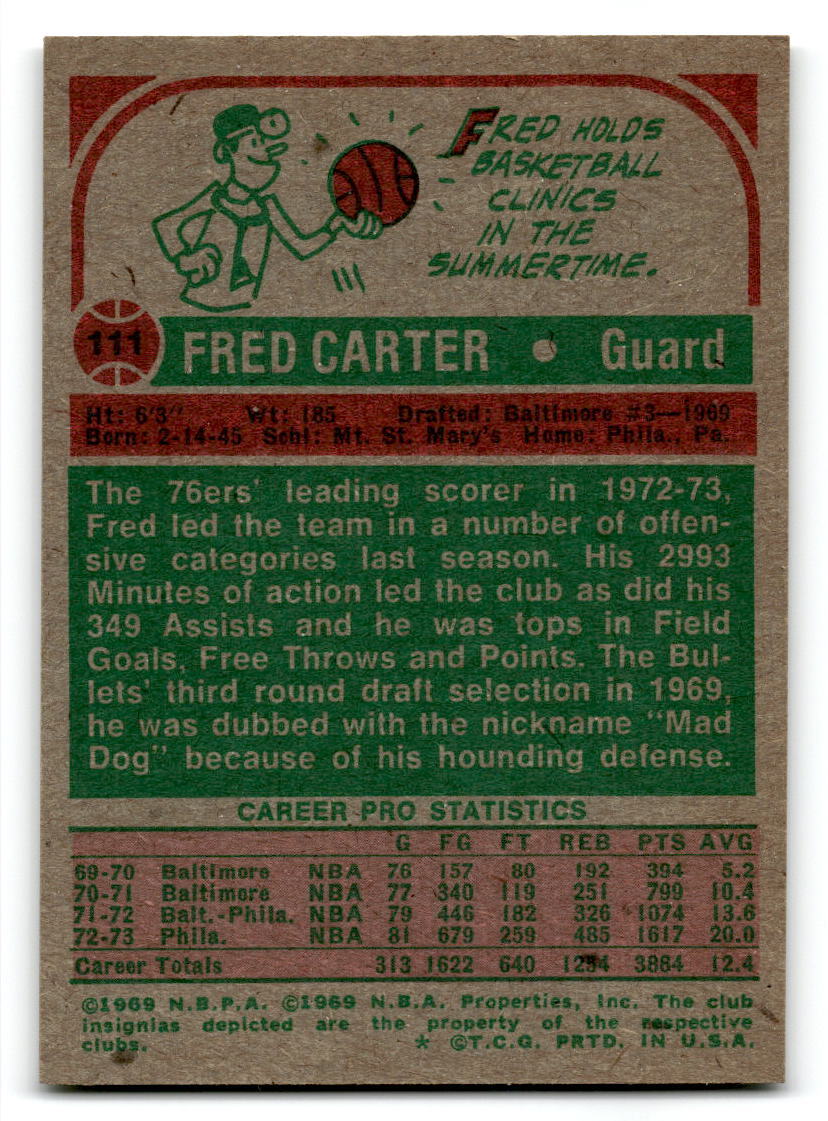 FRED HOLDS
BASKETBALL
CLINICS
IN THE
SUMMERTIME.
111 FRED CARTER • Guard
Ht: 6'3" Wt: 185 Drafted: Baltimore #3—1969
Born: 2-14-45 Schl: Mt. St. Mary's Home: Phila., Pa.
The 76ers' leading scorer in 1972-73,
Fred led the team in a number of offen-
sive categories last season. His 2993
Minutes of action led the club as did his
349 Assists and he was tops in Field
Goals, Free Throws and Points. The Bul-
lets' third round draft selection in 1969,
he was dubbed with the nickname "Mad
Dog" because of his hounding defense.
CAREER PRO STATISTICS
G FG FT REB PTS AVG
69-70 Baltimore NBA 76 157 80 192 394 5.2
70-71 Baltimore NBA 77 340 119 251 799 10.4
71-72 Balt.-Phila. NBA 79 446 182 326 1074 13.6
72-73 Phila. NBA 81 679 259 485 1617 20.0
Career Totals 313 1622 640 1254 3884 12.4
©1969 N.B.P.A. ©1969 N.B.A. Properties, Inc. The club
insignias depicted are the property of the respective
clubs. * ©T.C.G. PRTD. IN U.S.A.